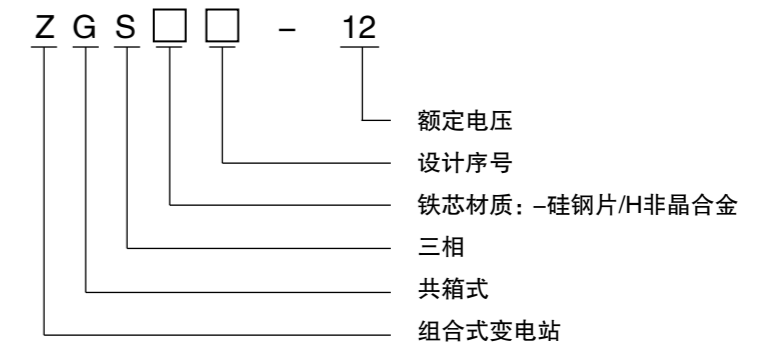 ZGS□□ – 12
额定电压
设计序号
铁芯材质：–硅钢片/H非晶合金
三相
共箱式
组合式变电站